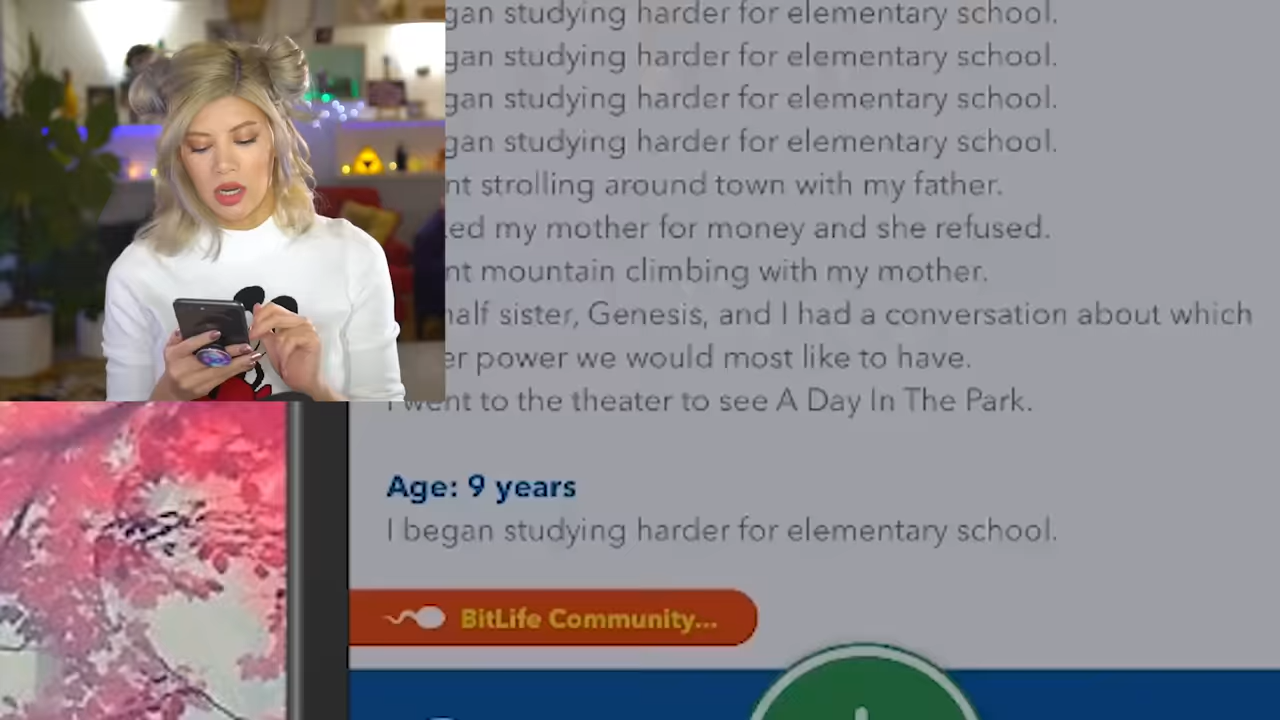 gan studying harder for elementary school.
gan studying harder for elementary school.
gan studying harder for elementary school.
gan studying harder for elementary school.
nt strolling around town with my father.
ked my mother for money and she refused.
nt mountain climbing with my mother.
half sister, Genesis, and I had a conversation about which
er power we would most like to have.
I went to the theater to see A Day In The Park.
Age: 9 years
I began studying harder for elementary school.
BitLife Community...